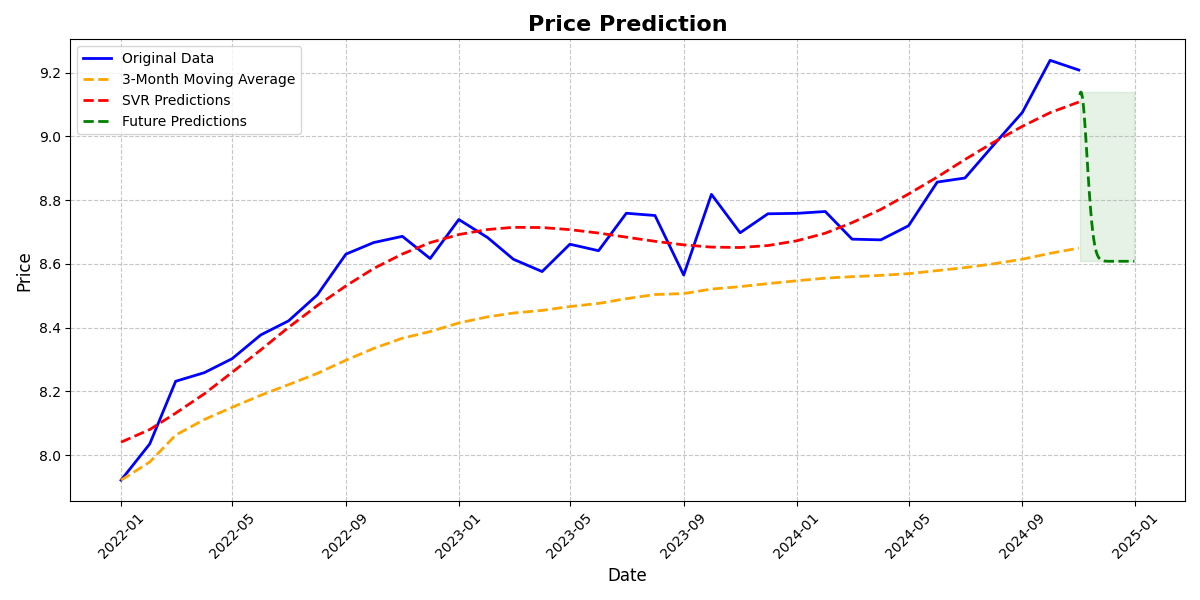 Price Prediction
Original Data
3-Month Moving Average
SVR Predictions
Future Predictions
Price
9.2
9.0
8.8
8.6
8.4
8.2
8.0
2022-01
2022-05
2022-09
2023-01
2023-05
2023-09
2024-01
2024-05
2024-09
2025-01
Date